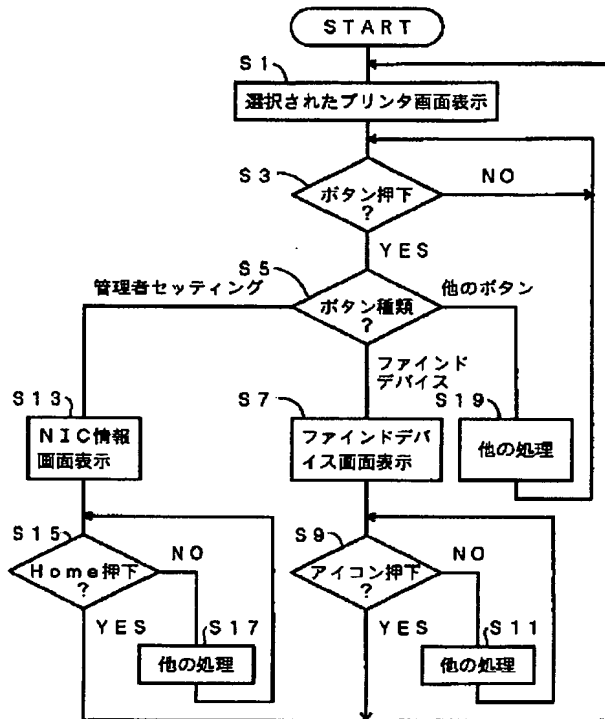 START
S1
選択されたプリンタ画面表示
S3
ボタン押下
?
NO
YES
S5
管理者セッティング
ボタン種類
?
他のボタン
ファインド
デバイス
S13
NIC情報
画面表示
S7
ファインドデバ
イス画面表示
S19
他の処理
S15
Home押下
?
NO
YES
S17
他の処理
S9
アイコン押下
?
NO
YES
S11
他の処理